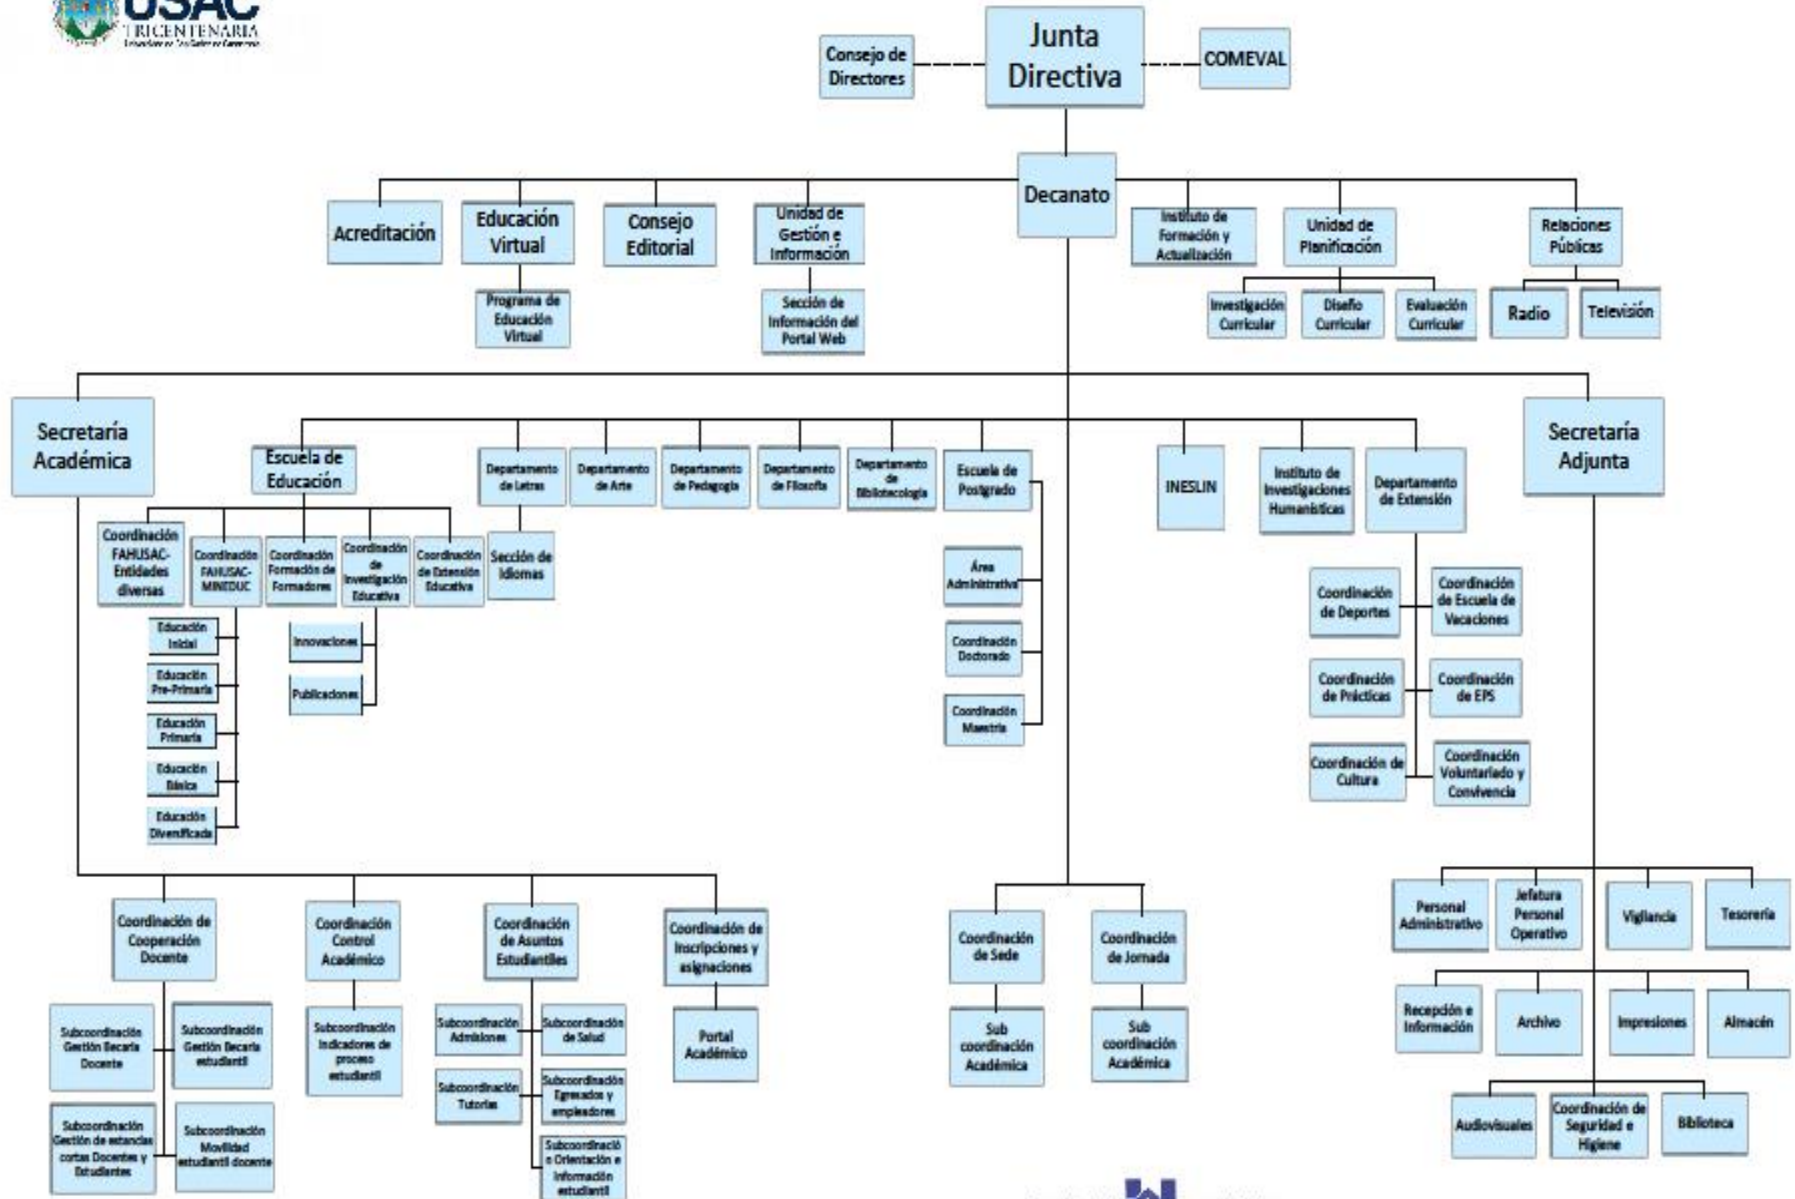 USAC
TRICENTENARIA
Universidad de San Carlos de Guatemala
Junta
Directiva
Consejo de
Directores
COMEVAL
Decanato
Acreditación
Educación
Virtual
Consejo
Editorial
Unidad de
Gestión e
Información
Instituto de
Formación y
Actualización
Unidad de
Planificación
Relaciones
Públicas
Programa de
Educación
Virtual
Sección de
Información del
Portal Web
Investigación
Curricular
Diseño
Curricular
Evaluación
Curricular
Radio
Televisión
Secretaría
Académica
Secretaría
Adjunta
Escuela de
Educación
Departamento
de Letras
Departamento
de Arte
Departamento
de Pedagogía
Departamento
de Filosofía
Departamento
de
Bibliotecología
Escuela de
Postgrado
INESLIN
Instituto de
Investigaciones
Humanísticas
Departamento
de Extensión
Coordinación
FAHUSAC-
Entidades
diversas
Coordinación
FAHUSAC-
MINEDUC
Coordinación
Formación de
Formadores
Coordinación
de
Investigación
Educativa
Coordinación
de Extensión
Educativa
Sección de
Idiomas
Educación
Inicial
Educación
Pre-Primaria
Educación
Primaria
Educación
Básica
Educación
Diversificada
Innovaciones
Publicaciones
Área
Administrativa
Coordinación
Doctorado
Coordinación
Maestría
Coordinación
de Deportes
Coordinación
de Escuela de
Vacaciones
Coordinación
de Prácticas
Coordinación
de EPS
Coordinación de
Cultura
Coordinación
Voluntariado y
Convivencia
Coordinación de
Cooperación
Docente
Coordinación
Control
Académico
Coordinación
de Asuntos
Estudiantiles
Coordinación de
Inscripciones y
asignaciones
Coordinación
de Sede
Coordinación
de Jornada
Personal
Administrativo
Jefatura
Personal
Operativo
Vigilancia
Tesorería
Subcoordinación
Gestión Becaria
Docente
Subcoordinación
Gestión Becaria
estudiantil
Subcoordinación
Gestión de estancias
cortas Docentes y
Estudiantes
Subcoordinación
Movilidad
estudiantil docente
Subcoordinación
Indicadores de
proceso
estudiantil
Subcoordinación
Admisiones
Subcoordinación
de Salud
Subcoordinación
Tutorías
Subcoordinación
Egresados y
empleadores
Subcoordinació
n Orientación e
información
estudiantil
Portal
Académico
Sub
coordinación
Académica
Sub
coordinación
Académica
Recepción e
Información
Archivo
Impresiones
Almacén
Audiovisuales
Coordinación de
Seguridad e
Higiene
Biblioteca